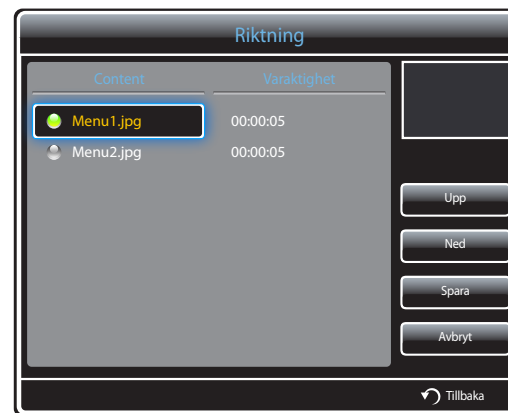 Riktning
Content Varaktighet
Menu1.jpg 00:00:05
Menu2.jpg 00:00:05
Upp
Ned
Spara
Avbryt
Tillbaka